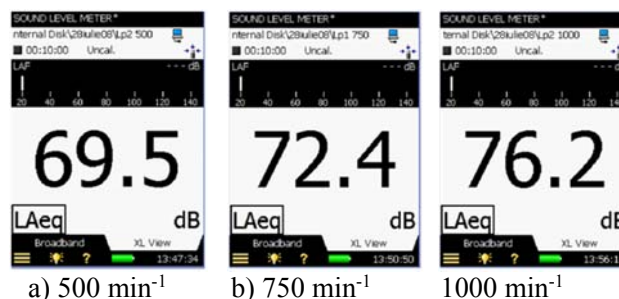 SOUND LEVEL METER *
nternal Disk\28iulie08\Lp2 500
00:10:00 Uncal.
LAF - - - dB
20 40 60 80 100 120 140
69.5
LAeq dB
Broadband XL View
? 13:47:34
a) 500 min-1
SOUND LEVEL METER *
nternal Disk\28iulie08\Lp1 750
00:10:00 Uncal.
LAF - - - dB
20 40 60 80 100 120 140
72.4
LAeq dB
Broadband XL View
? 13:50:50
b) 750 min-1
SOUND LEVEL METER *
ternal Disk\28iulie08\Lp2 1000
00:10:00 Uncal.
LAF - - - dB
20 40 60 80 100 120 140
76.2
LAeq dB
Broadband XL View
? 13:56:1
1000 min-1